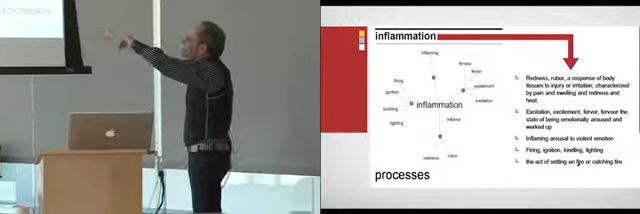 processes
inflammation
inflaming
fervour
fervor
firing
excitement
ignition
excitation
kindling
inflammation
lighting
inflame
redness
rubor
Redness, rubor, a response of body
tissues to injury or irritation; characterized
by pain and swelling and redness and
heat.
Excitation, excitement, fervor, fervour the
state of being emotionally aroused and
worked up
Inflaming arousal to violent emotion
Firing, ignition, kindling, lighting
the act of setting on fire or catching fire
processes